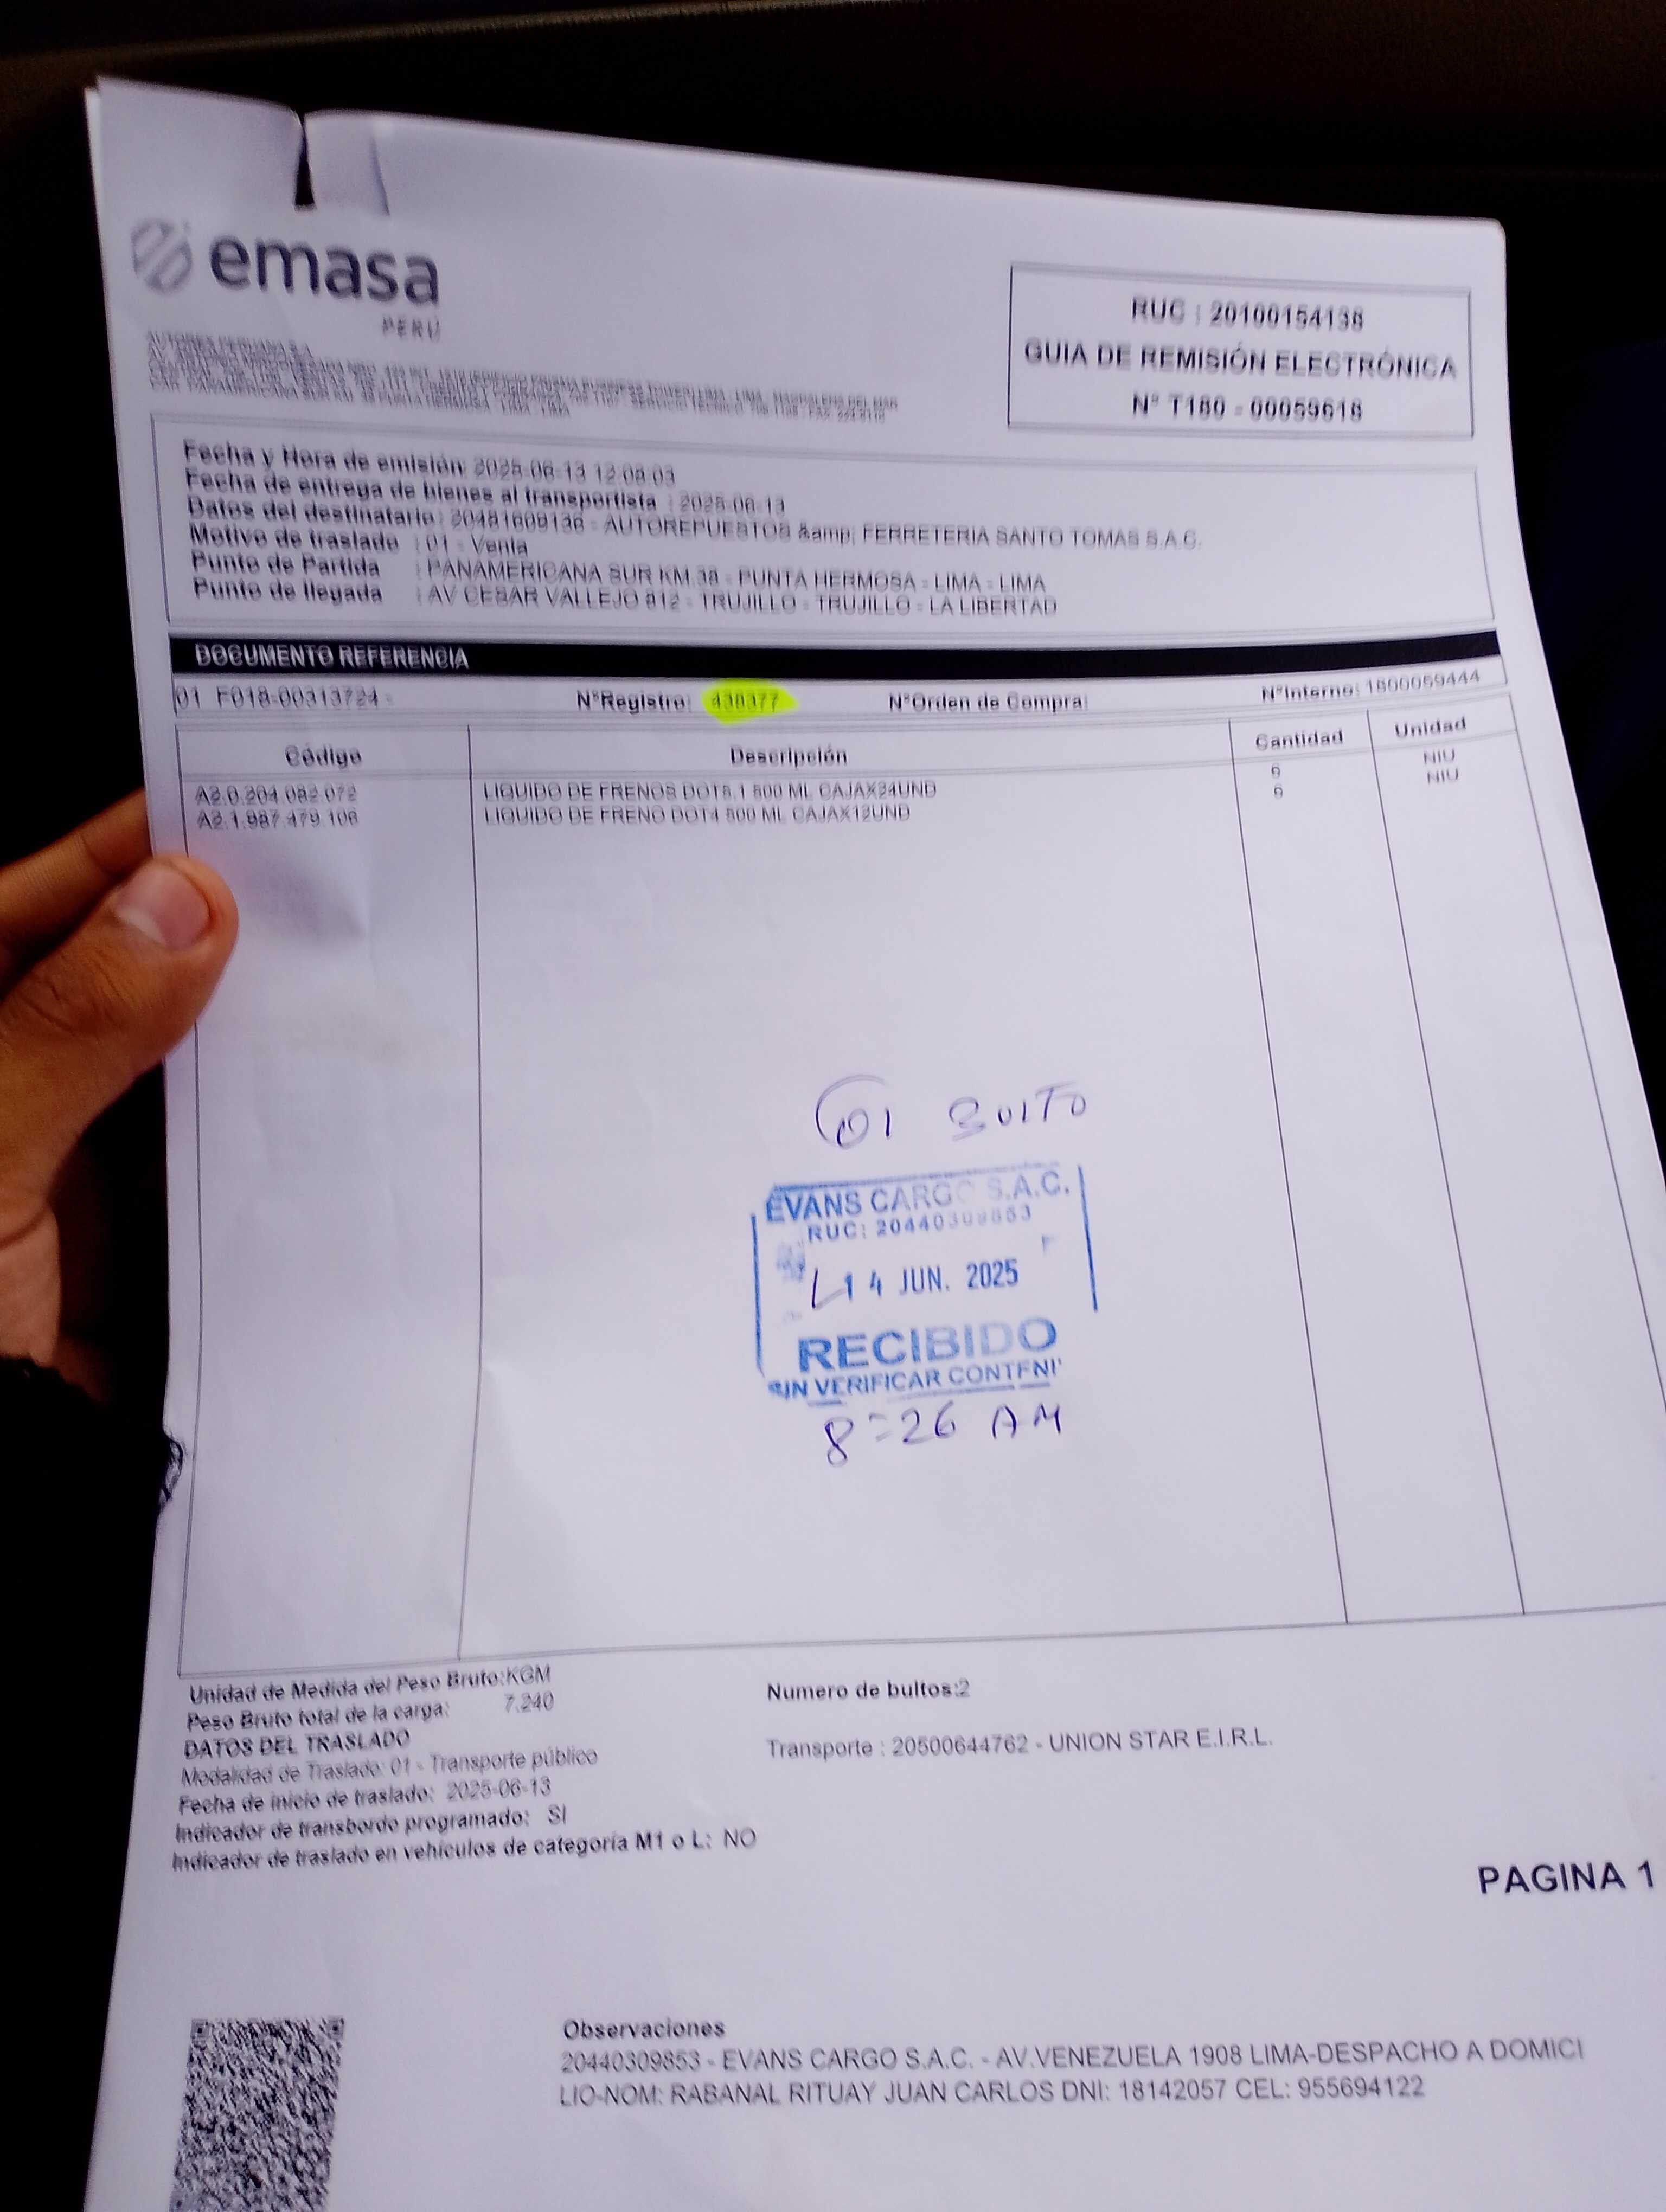 emasa
PERÚ
AUTOREX PERUANA S.A.
RUC : 20100154138
GUIA DE REMISIÓN ELECTRÓNICA
N° T180 - 00059618
Fecha y Hora de emisión: 2025-06-13 12:09:03
Fecha de entrega de bienes al transportista : 2025-06-13
Datos del destinatario : 20481609136 - AUTOREPUESTOS &amp; FERRETERIA SANTO TOMAS S.A.C.
Motivo de traslado : 01 - Venta
Punto de Partida : PANAMERICANA SUR KM.38 - PUNTA HERMOSA - LIMA - LIMA
Punto de llegada : AV CESAR VALLEJO 812 - TRUJILLO - TRUJILLO - LA LIBERTAD
DOCUMENTO REFERENCIA
01 F018-00313724 - N°Registro: 438377 N°Orden de Compra: N°Interno: 1800059444
Código Descripción Cantidad Unidad
A2.0.204.082.072 LIQUIDO DE FRENOS DOT5.1 500 ML CAJAX24UND 6 NIU
A2.1.987.479.106 LIQUIDO DE FRENO DOT4 500 ML CAJAX12UND 6 NIU
01 BULTO
EVANS CARGO S.A.C.
RUC: 20440309853
14 JUN. 2025
RECIBIDO
SIN VERIFICAR CONTENI
8:26 AM
Unidad de Medida del Peso Bruto:KGM
Peso Bruto total de la carga: 7.240
Numero de bultos:2
DATOS DEL TRASLADO
Modalidad de Traslado: 01 - Transporte público
Transporte : 20500644762 - UNION STAR E.I.R.L.
Fecha de inicio de traslado: 2025-06-13
Indicador de transbordo programado: SI
Indicador de traslado en vehículos de categoría M1 o L: NO
PAGINA 1
Observaciones
20440309853 - EVANS CARGO S.A.C. - AV.VENEZUELA 1908 LIMA-DESPACHO A DOMICI
LIO-NOM: RABANAL RITUAY JUAN CARLOS DNI: 18142057 CEL: 955694122